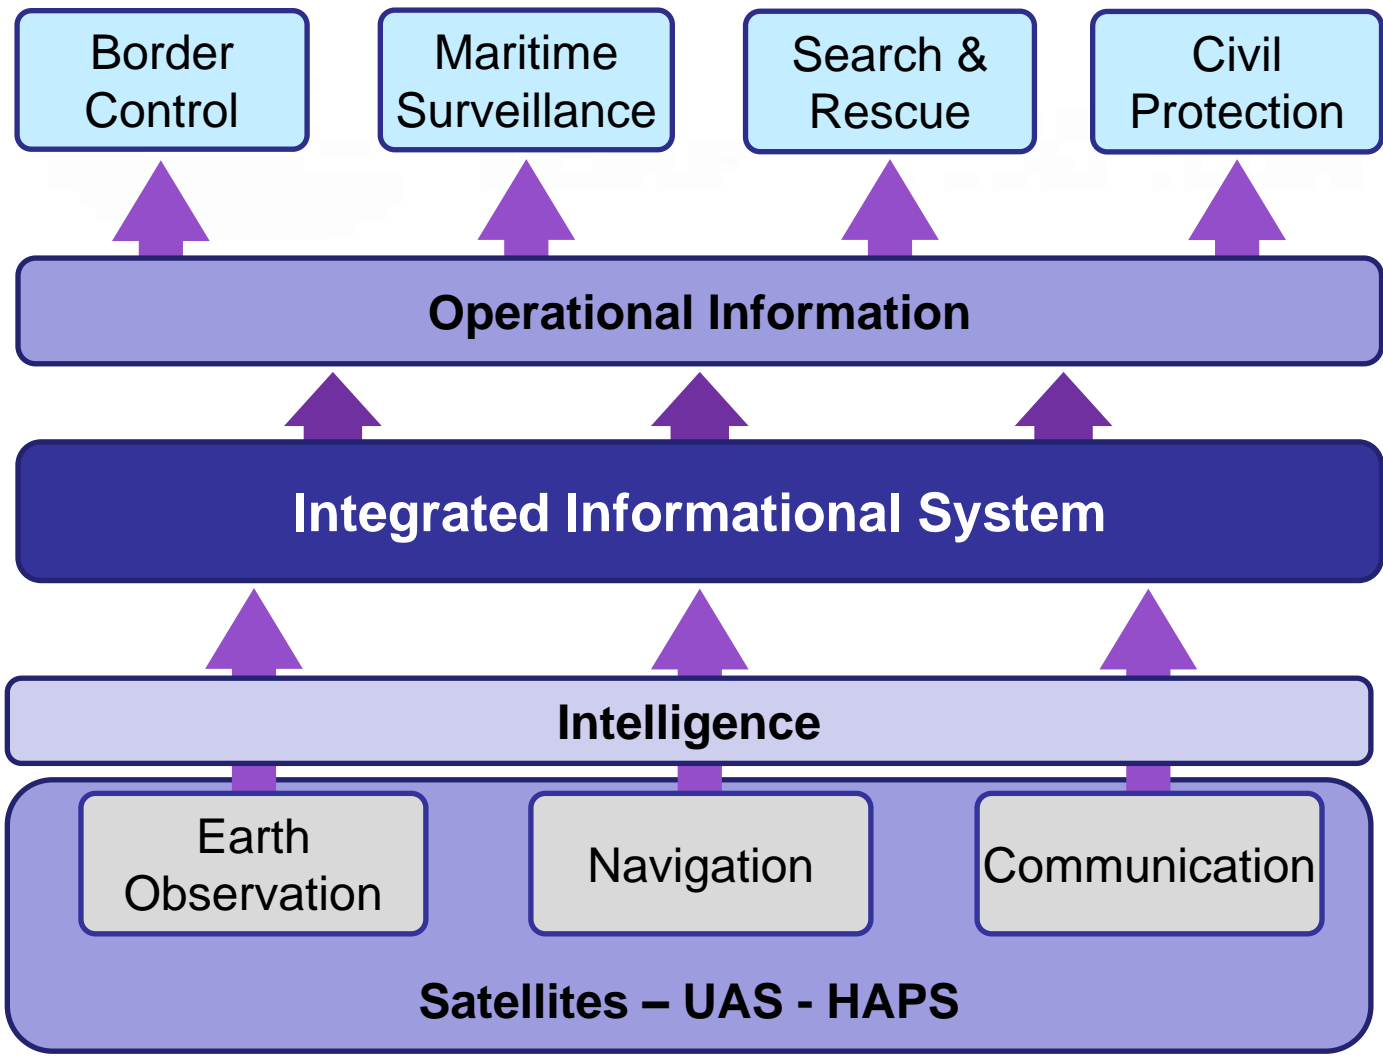 Border
Control
Maritime
Surveillance
Search &
Rescue
Civil
Protection
Operational Information
Integrated Informational System
Intelligence
Earth
Observation
Navigation
Communication
Satellites – UAS - HAPS